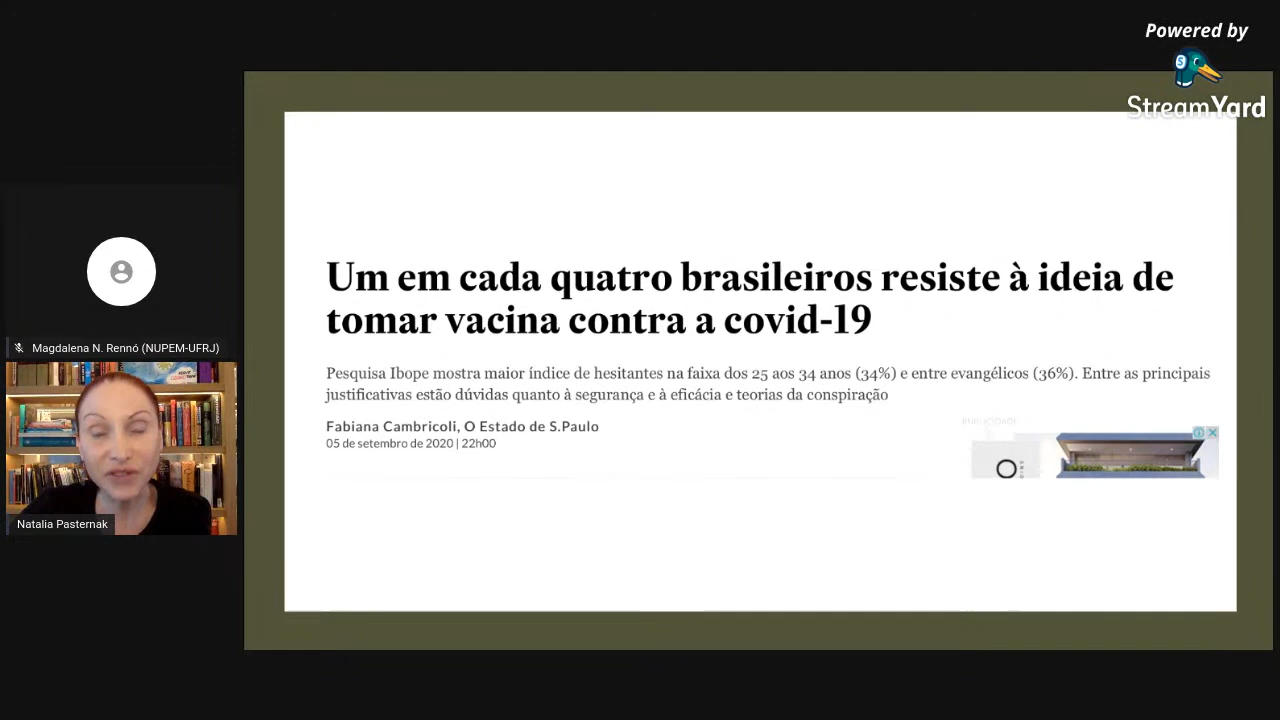 Powered by
StreamYard
Um em cada quatro brasileiros resiste à ideia de
tomar vacina contra a covid-19
Pesquisa Ibope mostra maior índice de hesitantes na faixa dos 25 aos 34 anos (34%) e entre evangélicos (36%). Entre as principais
justificativas estão dúvidas quanto à segurança e à eficácia e teorias da conspiração
Fabiana Cambricoli, O Estado de S.Paulo
05 de setembro de 2020 | 22h00
PUBLICIDADE
Magdalena N. Rennó (NUPEM-UFRJ)
Natalia Pasternak